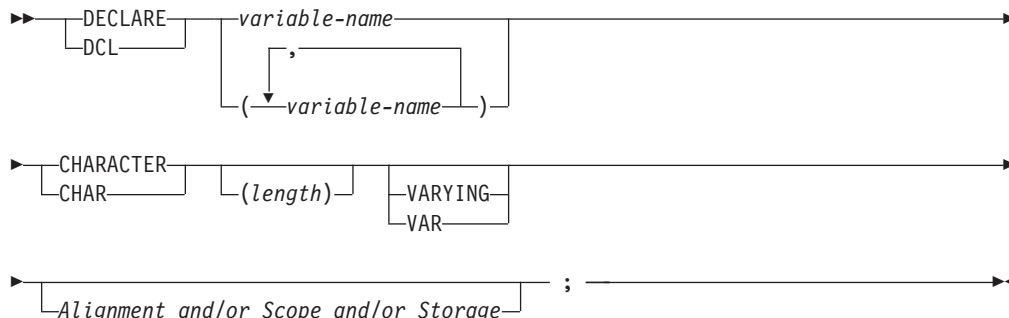 DECLARE variable-name
DCL
,
( variable-name )
CHARACTER
CHAR (length) VARYING
VAR
;
Alignment and/or Scope and/or Storage